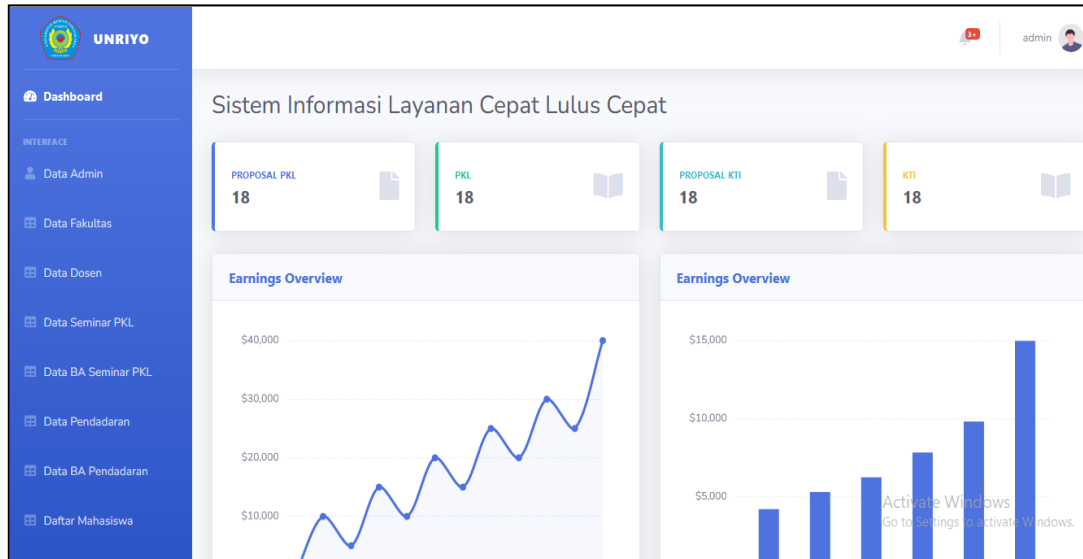 UNRIYO
3+
admin
Dashboard
INTERFACE
Data Admin
Data Fakultas
Data Dosen
Data Seminar PKL
Data BA Seminar PKL
Data Pendadaran
Data BA Pendadaran
Daftar Mahasiswa
Sistem Informasi Layanan Cepat Lulus Cepat
PROPOSAL PKL
18
PKL
18
PROPOSAL KTI
18
KTI
18
Earnings Overview
$40,000
$30,000
$20,000
$10,000
Earnings Overview
$15,000
$10,000
$5,000
Activate Windows
Go to Settings to activate Windows.